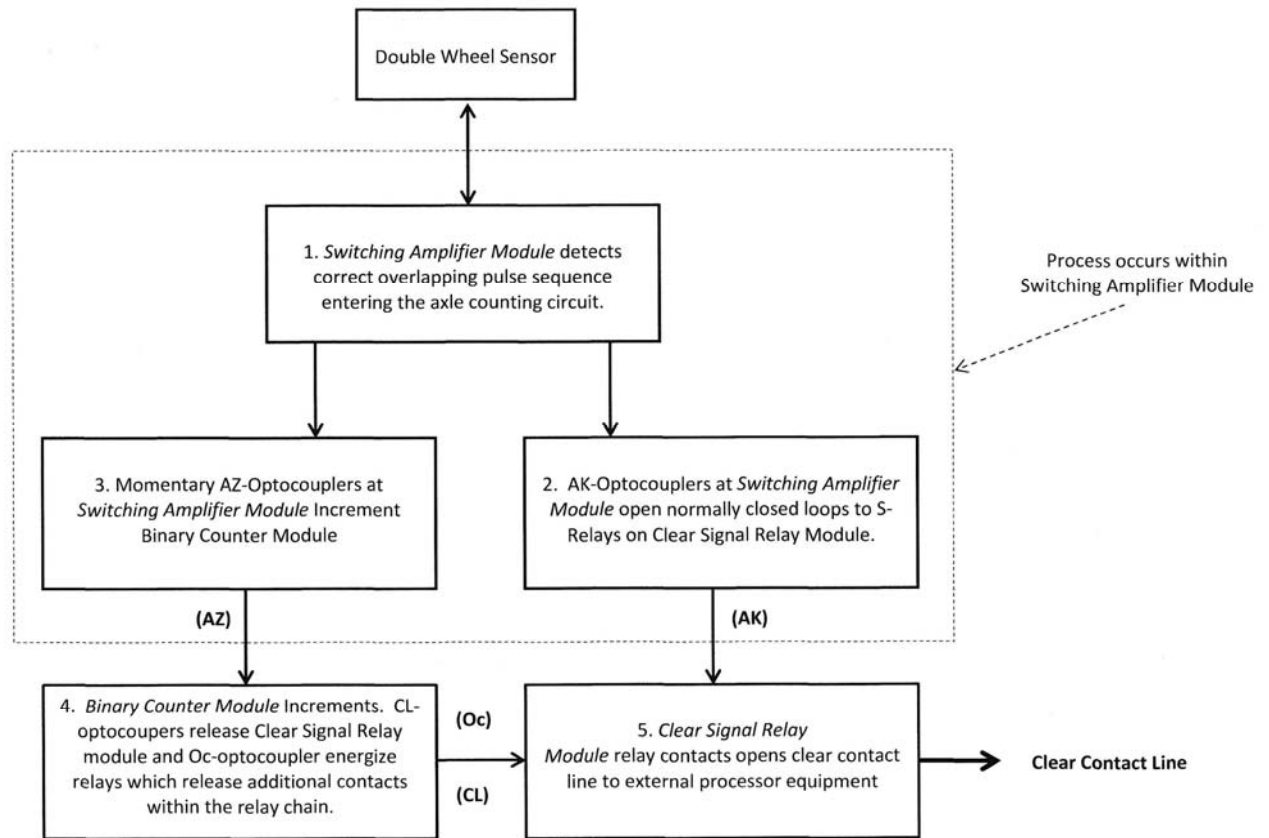 Double Wheel Sensor
1. Switching Amplifier Module detects
correct overlapping pulse sequence
entering the axle counting circuit.
Process occurs within
Switching Amplifier Module
3. Momentary AZ-Optocouplers at
Switching Amplifier Module Increment
Binary Counter Module
2. AK-Optocouplers at Switching Amplifier
Module open normally closed loops to S-
Relays on Clear Signal Relay Module.
(AZ)
(AK)
4. Binary Counter Module Increments. CL-
optocoupers release Clear Signal Relay
module and Oc-optocoupler energize
relays which release additional contacts
within the relay chain.
(Oc)
(CL)
5. Clear Signal Relay
Module relay contacts opens clear contact
line to external processor equipment
Clear Contact Line